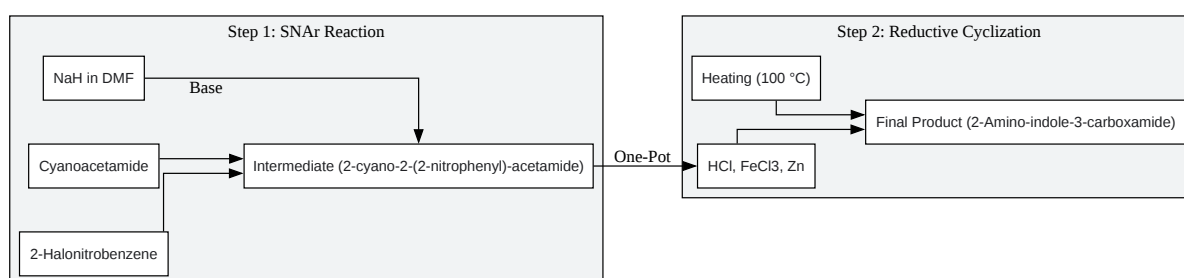 Step 1: SNAr Reaction
NaH in DMF
Base
Cyanoacetamide
Intermediate (2-cyano-2-(2-nitrophenyl)-acetamide)
2-Halonitrobenzene
One-Pot
Step 2: Reductive Cyclization
Heating (100 °C)
Final Product (2-Amino-indole-3-carboxamide)
HCl, FeCl3, Zn